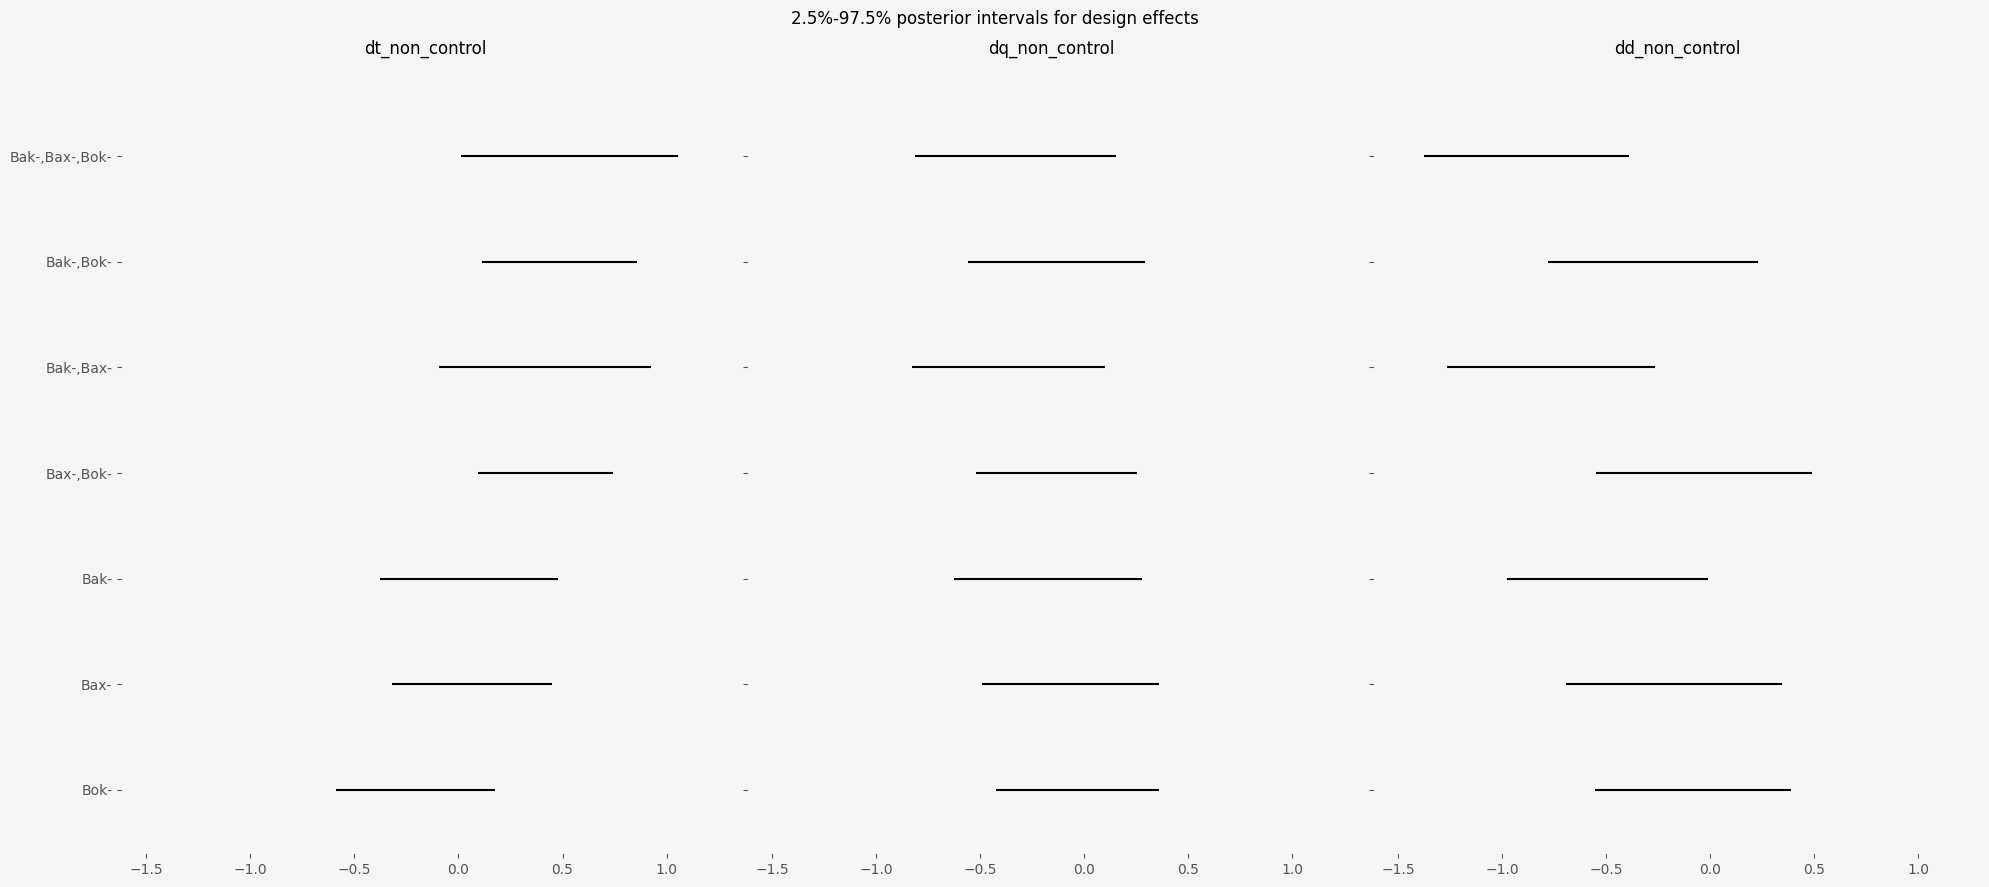 2.5%-97.5% posterior intervals for design effects
dt_non_control dq_non_control dd_non_control
Bak-,Bax-,Bok-
Bak-,Bok-
Bak-,Bax-
Bax-,Bok-
Bak-
Bax-
Bok-
−1.5 −1.0 −0.5 0.0 0.5 1.0 −1.5 −1.0 −0.5 0.0 0.5 1.0 −1.5 −1.0 −0.5 0.0 0.5 1.0